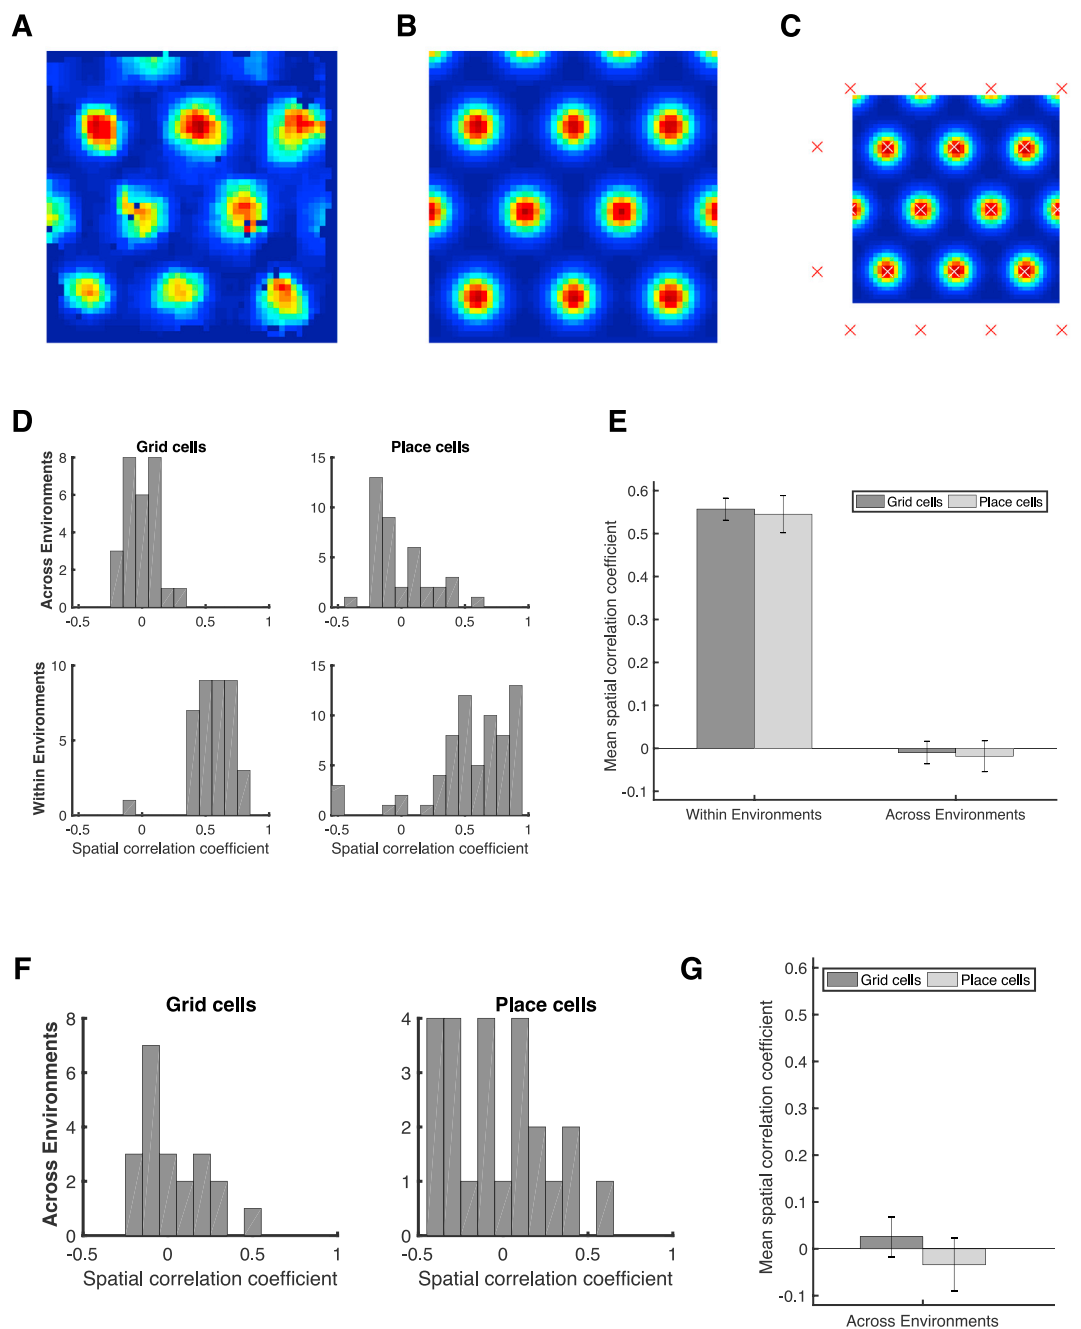 A
B
C
D
Grid cells
Place cells
Across Environments
8
6
4
2
0
-0.5
0
0.5
1
15
10
5
0
-0.5
0
0.5
1
Within Environments
10
5
0
-0.5
0
0.5
1
Spatial correlation coefficient
15
10
5
0
-0.5
0
0.5
1
Spatial correlation coefficient
E
Mean spatial correlation coefficient
0.6
0.5
0.4
0.3
0.2
0.1
0
-0.1
Grid cells
Place cells
Within Environments
Across Environments
F
Grid cells
Across Environments
8
6
4
2
0
-0.5
0
0.5
1
Spatial correlation coefficient
Place cells
4
3
2
1
0
-0.5
0
0.5
1
Spatial correlation coefficient
G
Mean spatial correlation coefficient
0.6
0.5
0.4
0.3
0.2
0.1
0
-0.1
Grid cells
Place cells
Across Environments